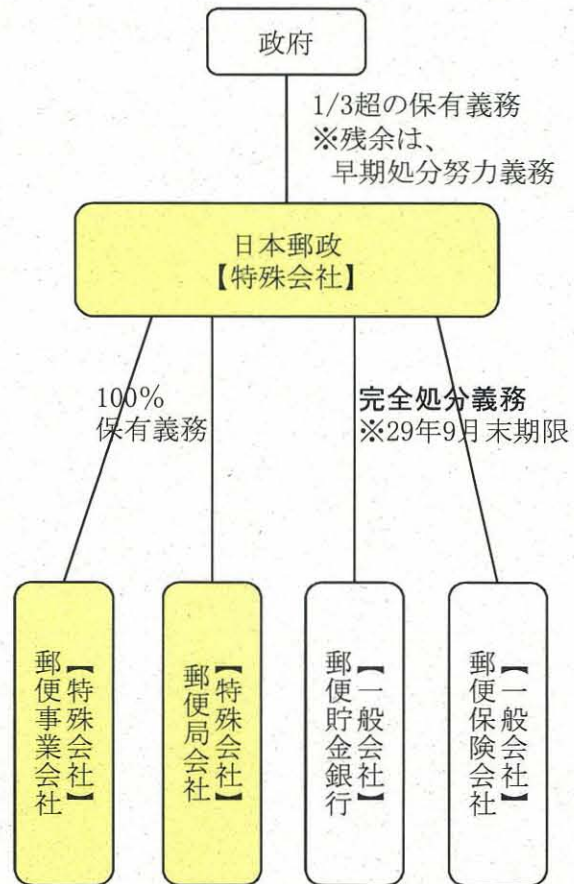 政府
1/3超の保有義務
※残余は、
早期処分努力義務
日本郵政
【特殊会社】
100%
保有義務
完全処分義務
※29年9月末期限
【特殊会社】
郵便事業会社
【特殊会社】
郵便局会社
【一般会社】
郵便貯金銀行
【一般会社】
郵便保険会社